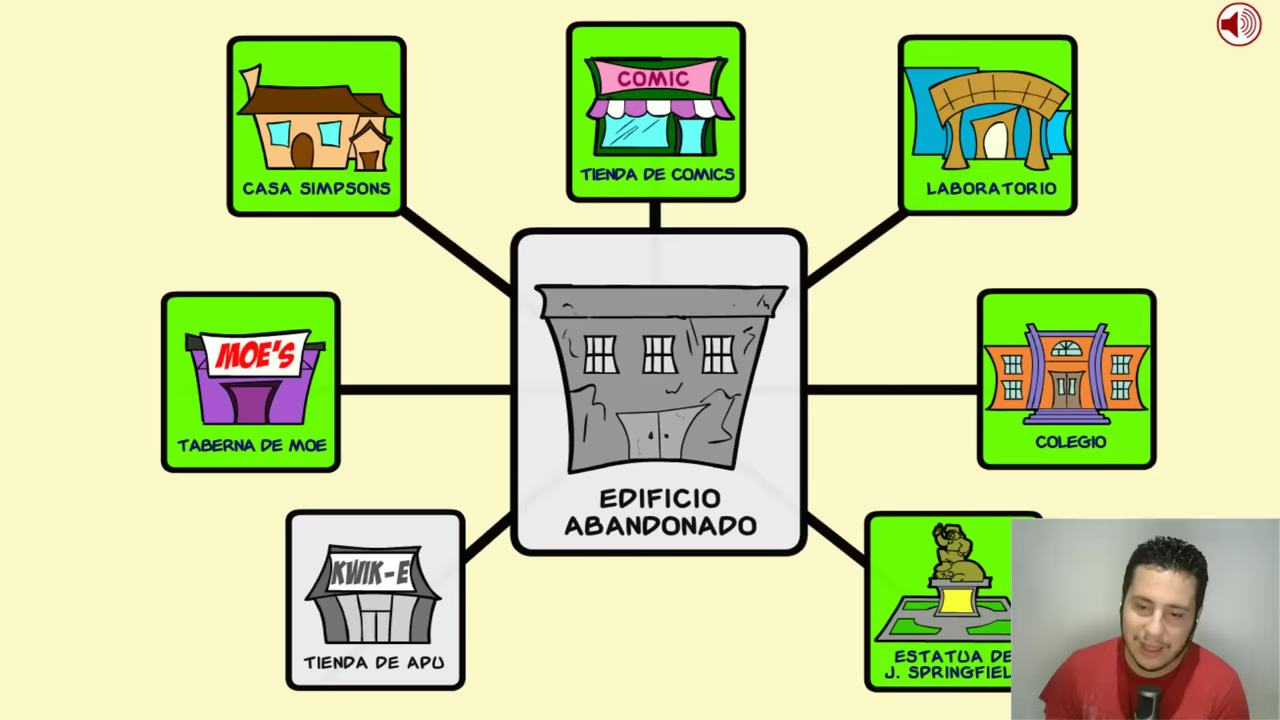 COMIC
TIENDA DE COMICS
CASA SIMPSONS
LABORATORIO
MOE'S
TABERNA DE MOE
COLEGIO
EDIFICIO
ABANDONADO
KWIK-E
TIENDA DE APU
ESTATUA DE
J. SPRINGFIEL